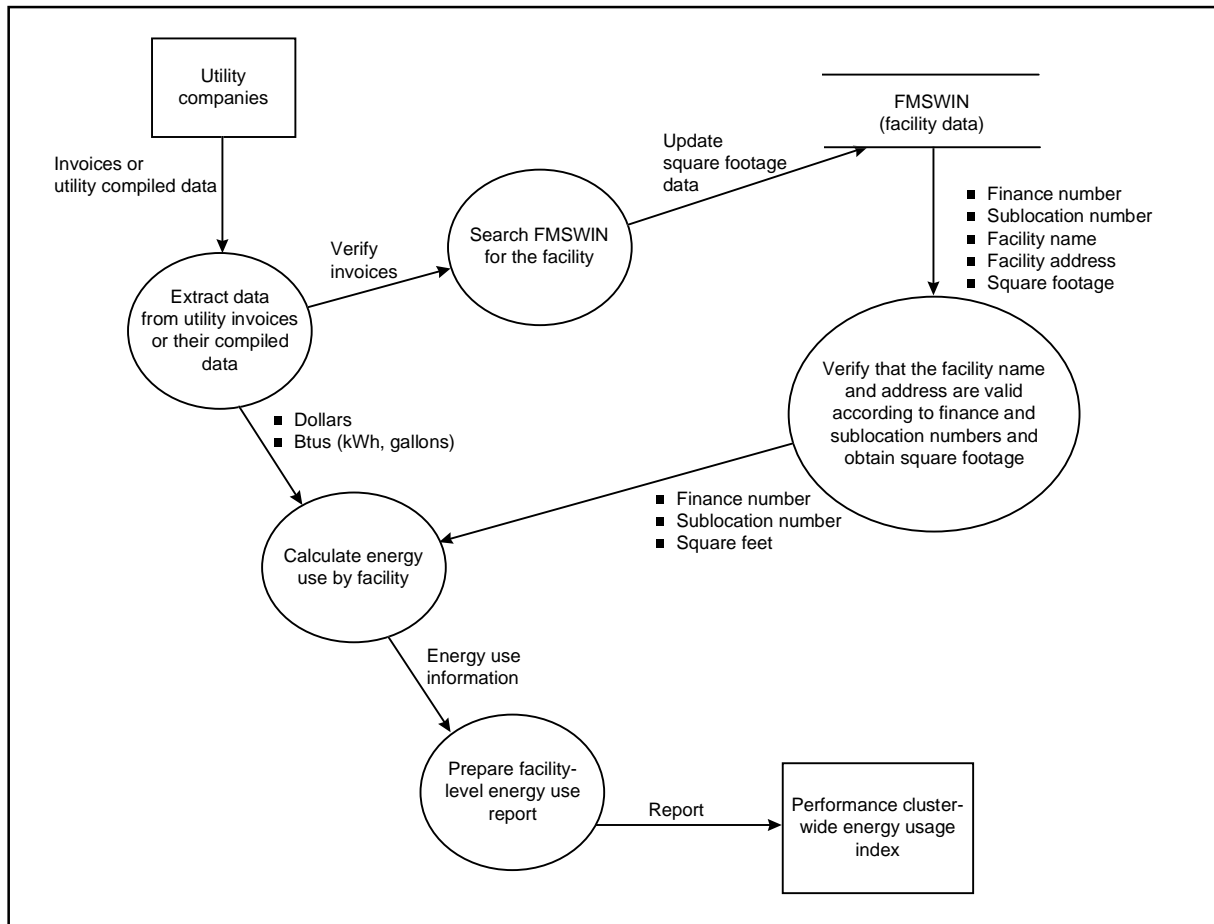 Utility
companies
FMSWIN
(facility data)
Invoices or
utility compiled data
Update
square footage
data
■ Finance number
■ Sublocation number
■ Facility name
■ Facility address
■ Square footage
Search FMSWIN
for the facility
Verify
invoices
Extract data
from utility invoices
or their compiled
data
Verify that the facility name
and address are valid
according to finance and
sublocation numbers and
obtain square footage
■ Dollars
■ Btus (kWh, gallons)
■ Finance number
■ Sublocation number
■ Square feet
Calculate energy
use by facility
Energy use
information
Prepare facility-
level energy use
report
Report
Performance cluster-
wide energy usage
index